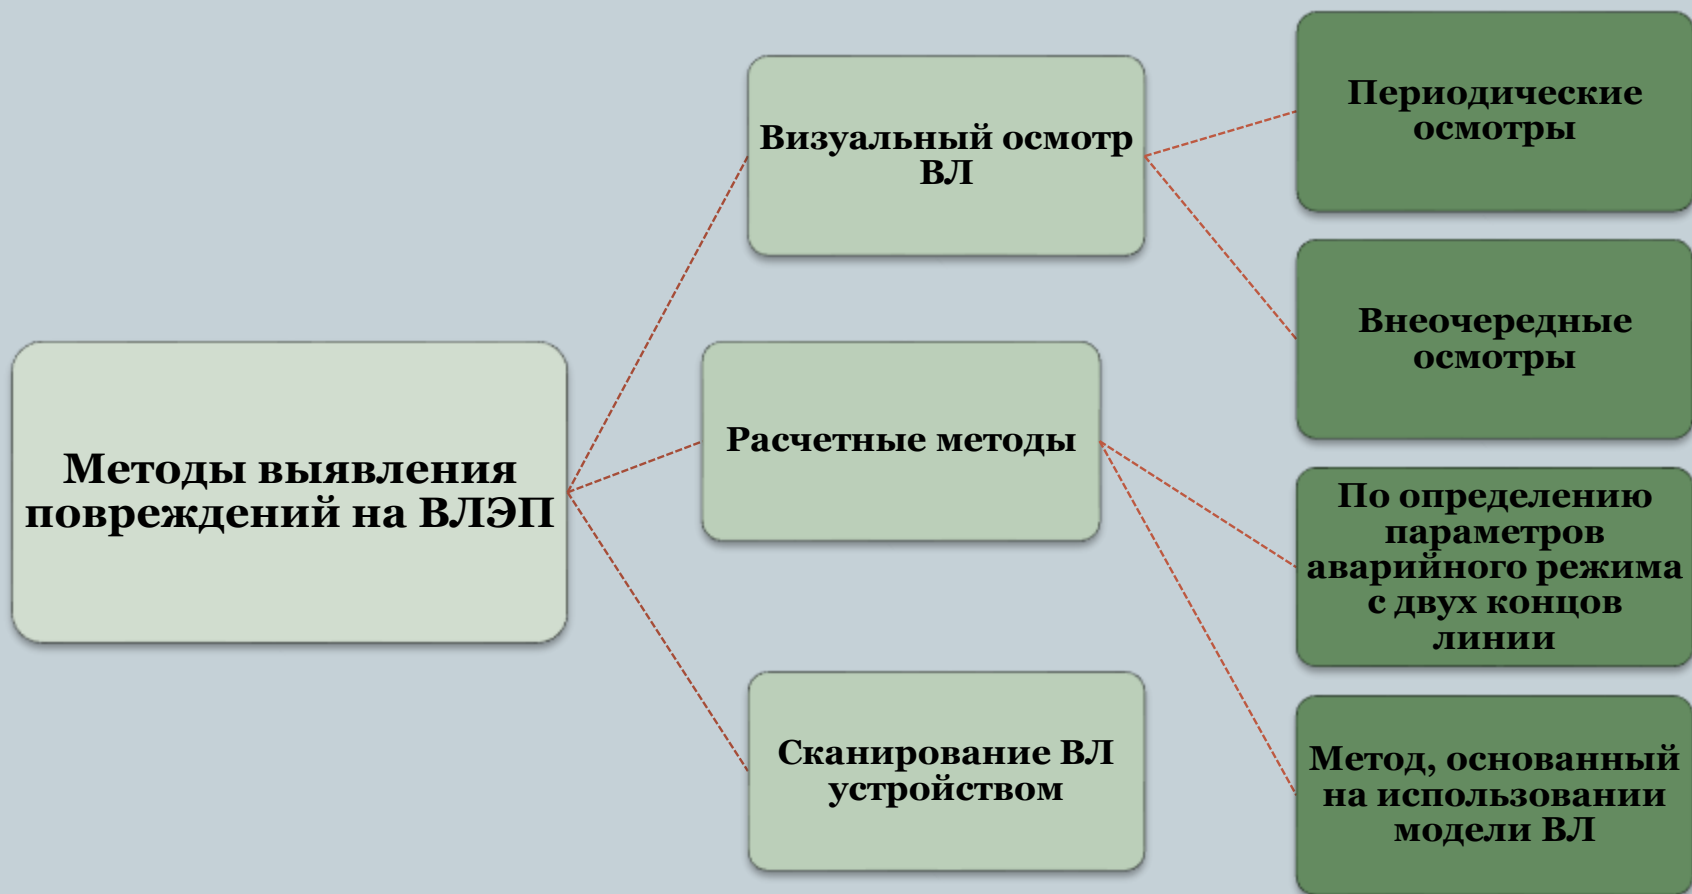 Методы выявления
повреждений на ВЛЭП
Визуальный осмотр
ВЛ
Периодические
осмотры
Внеочередные
осмотры
Расчетные методы
По определению
параметров
аварийного режима
с двух концов
линии
Метод, основанный
на использовании
модели ВЛ
Сканирование ВЛ
устройством